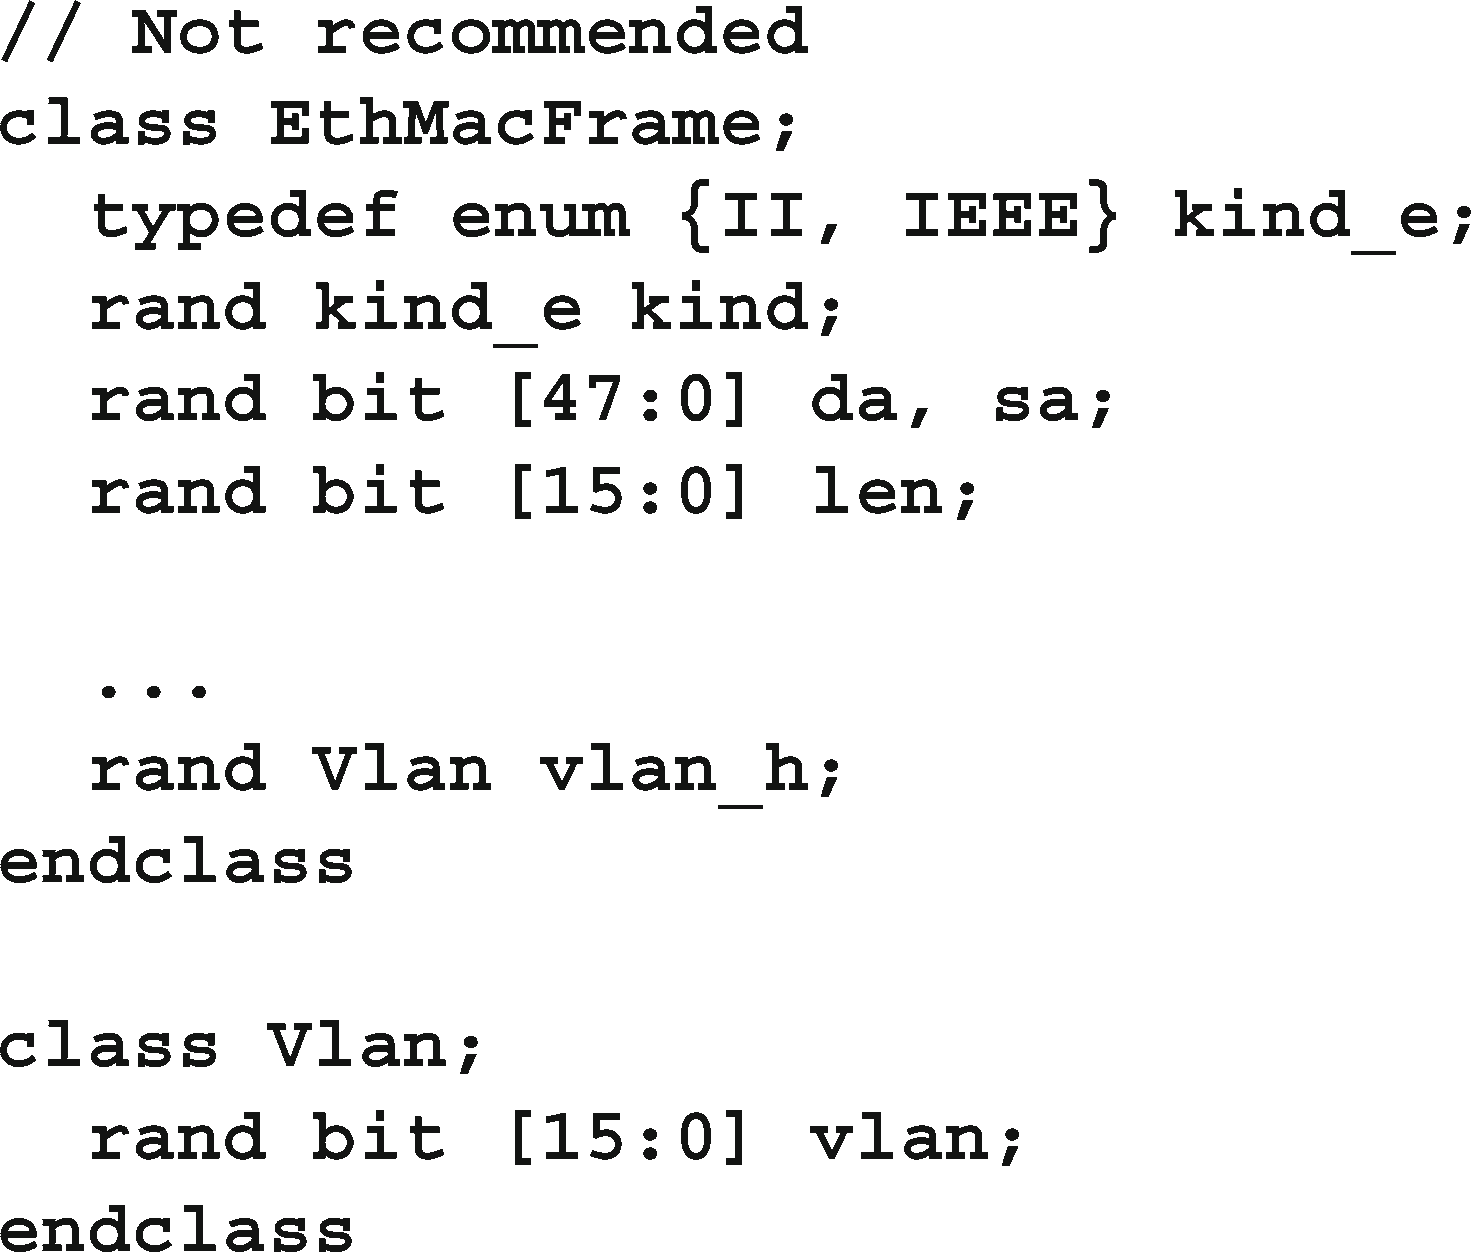 // Not recommended
class EthMacFrame;
  typedef enum {II, IEEE} kind_e;
  rand kind_e kind;
  rand bit [47:0] da, sa;
  rand bit [15:0] len;
  ...
  rand Vlan vlan_h;
endclass
class Vlan;
  rand bit [15:0] vlan;
endclass